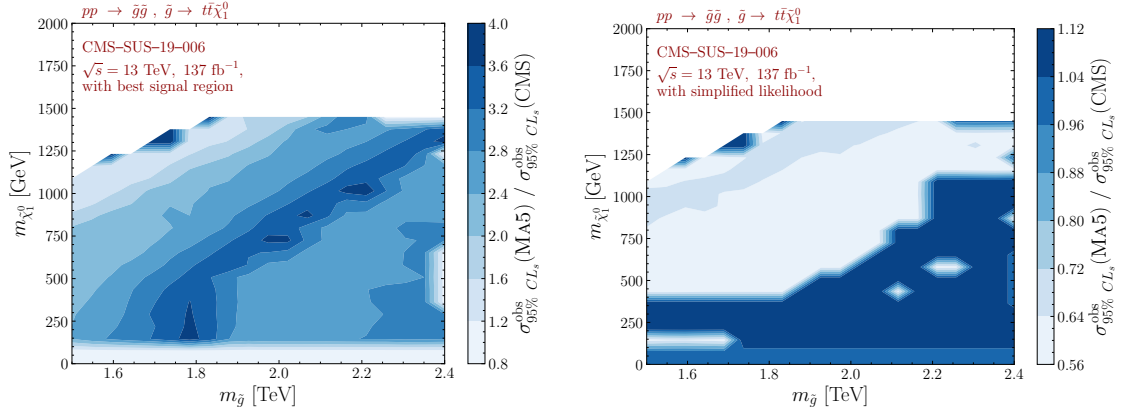 pp → g̃g̃ , g̃ → tt̄χ̃₁⁰
CMS–SUS–19–006
√s = 13 TeV, 137 fb⁻¹,
with best signal region
2000
1750
1500
1250
1000
750
500
250
0
m_χ̃₁⁰ [GeV]
1.6 1.8 2.0 2.2 2.4
m_g̃ [TeV]
4.0
3.6
3.2
2.8
2.4
2.0
1.6
1.2
0.8
σ^obs_95% CLₛ(MA5) / σ^obs_95% CLₛ(CMS)
pp → g̃g̃ , g̃ → tt̄χ̃₁⁰
CMS–SUS–19–006
√s = 13 TeV, 137 fb⁻¹,
with simplified likelihood
2000
1750
1500
1250
1000
750
500
250
0
m_χ̃₁⁰ [GeV]
1.6 1.8 2.0 2.2 2.4
m_g̃ [TeV]
1.12
1.04
0.96
0.88
0.80
0.72
0.64
0.56
σ^obs_95% CLₛ(MA5) / σ^obs_95% CLₛ(CMS)